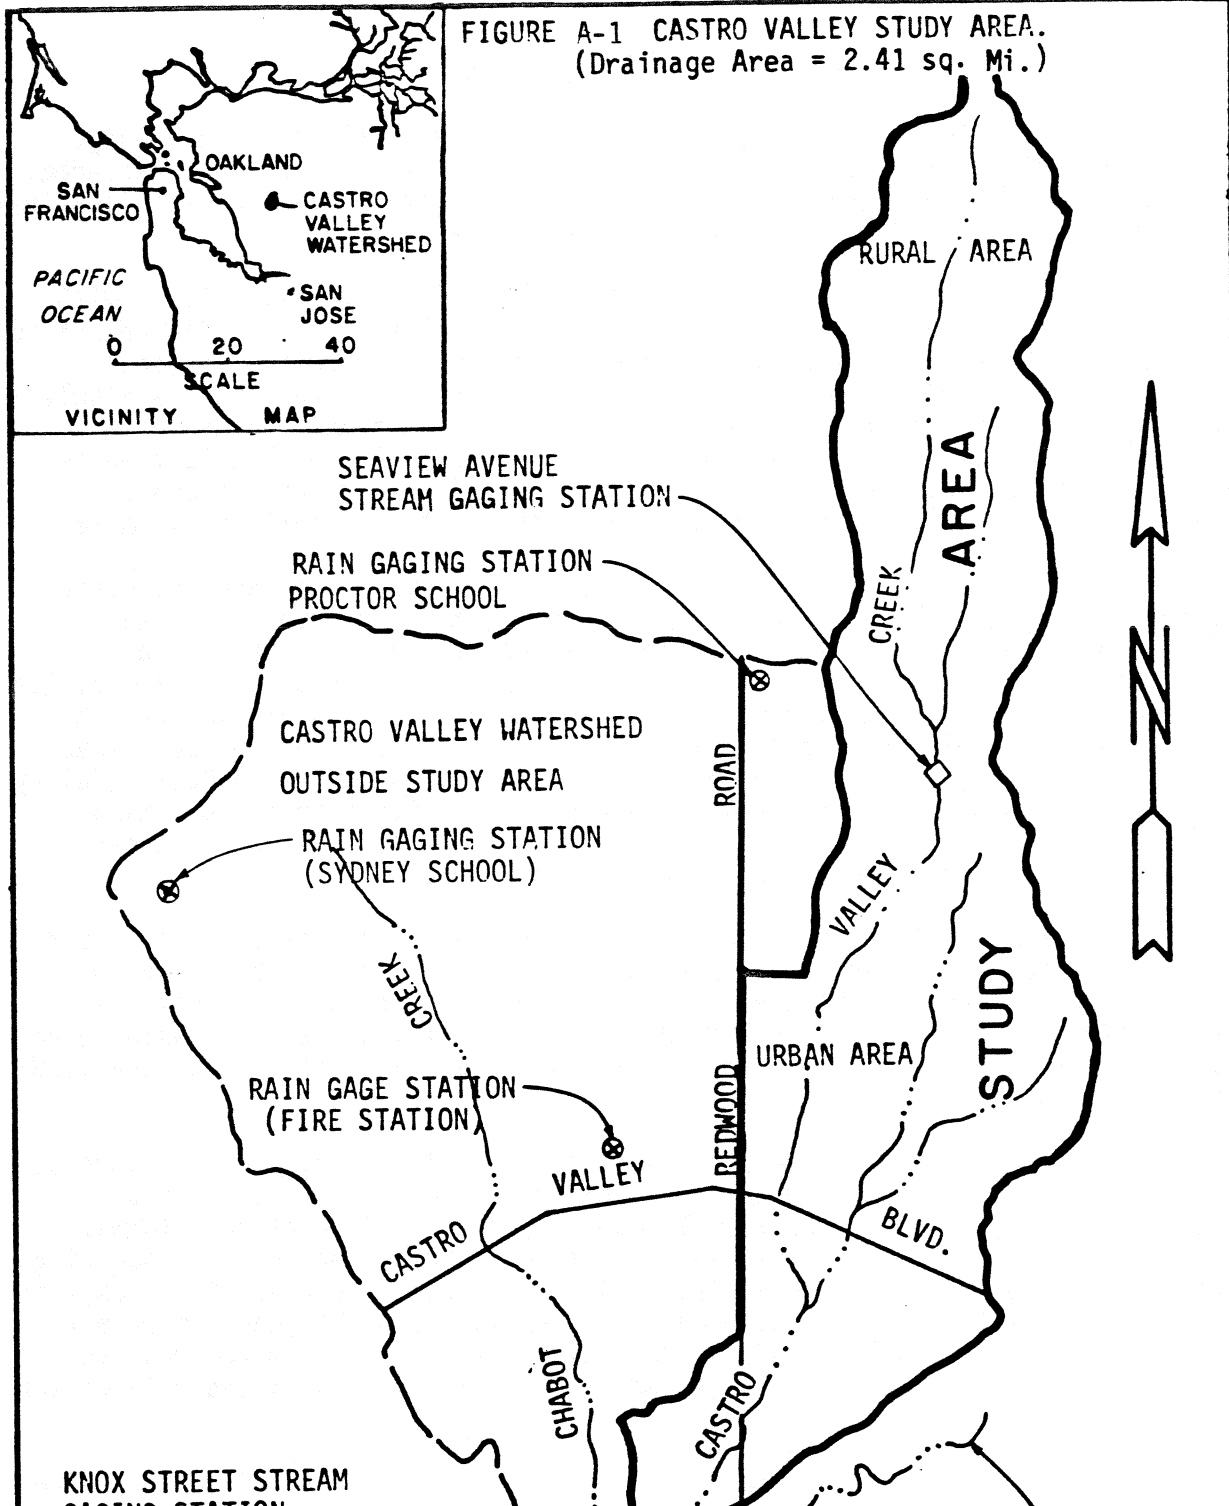 FIGURE A-1 CASTRO VALLEY STUDY AREA.
(Drainage Area = 2.41 sq. Mi.)
OAKLAND
SAN
FRANCISCO
CASTRO
VALLEY
WATERSHED
PACIFIC
OCEAN
SAN
JOSE
0 20 40
SCALE
VICINITY MAP
RURAL AREA
SEAVIEW AVENUE
STREAM GAGING STATION
RAIN GAGING STATION
PROCTOR SCHOOL
AREA
CREEK
N
CASTRO VALLEY WATERSHED
OUTSIDE STUDY AREA
ROAD
RAIN GAGING STATION
(SYDNEY SCHOOL)
VALLEY
CREEK
STUDY
URBAN AREA
RAIN GAGE STATION
(FIRE STATION)
REDWOOD
CASTRO VALLEY BLVD.
CHABOT
CASTRO
KNOX STREET STREAM
GAGING STATION